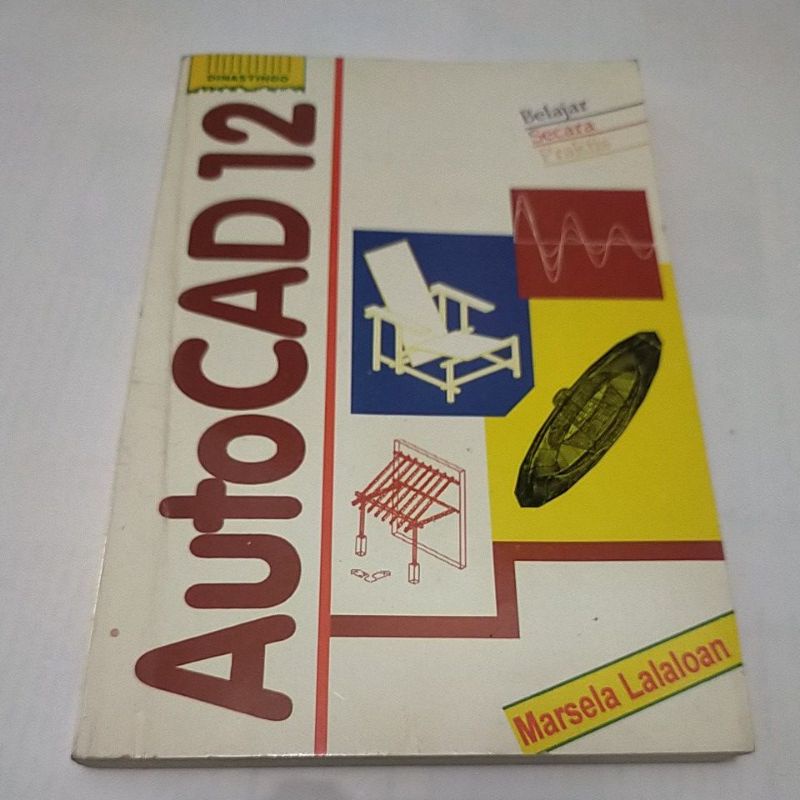 DINASTINDO
AutoCAD 12
Belajar
Secara
Praktis
Marsela Lalaloan